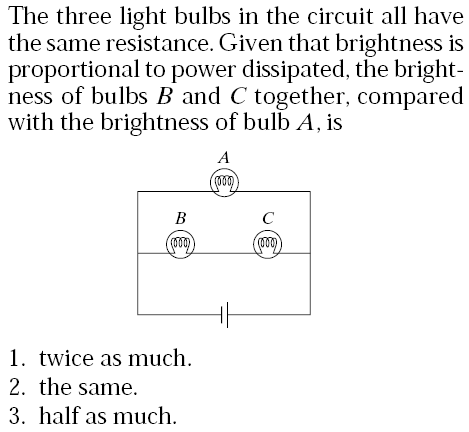 The three light bulbs in the circuit all have
the same resistance. Given that brightness is
proportional to power dissipated, the bright-
ness of bulbs B and C together, compared
with the brightness of bulb A, is
A
B C
1. twice as much.
2. the same.
3. half as much.